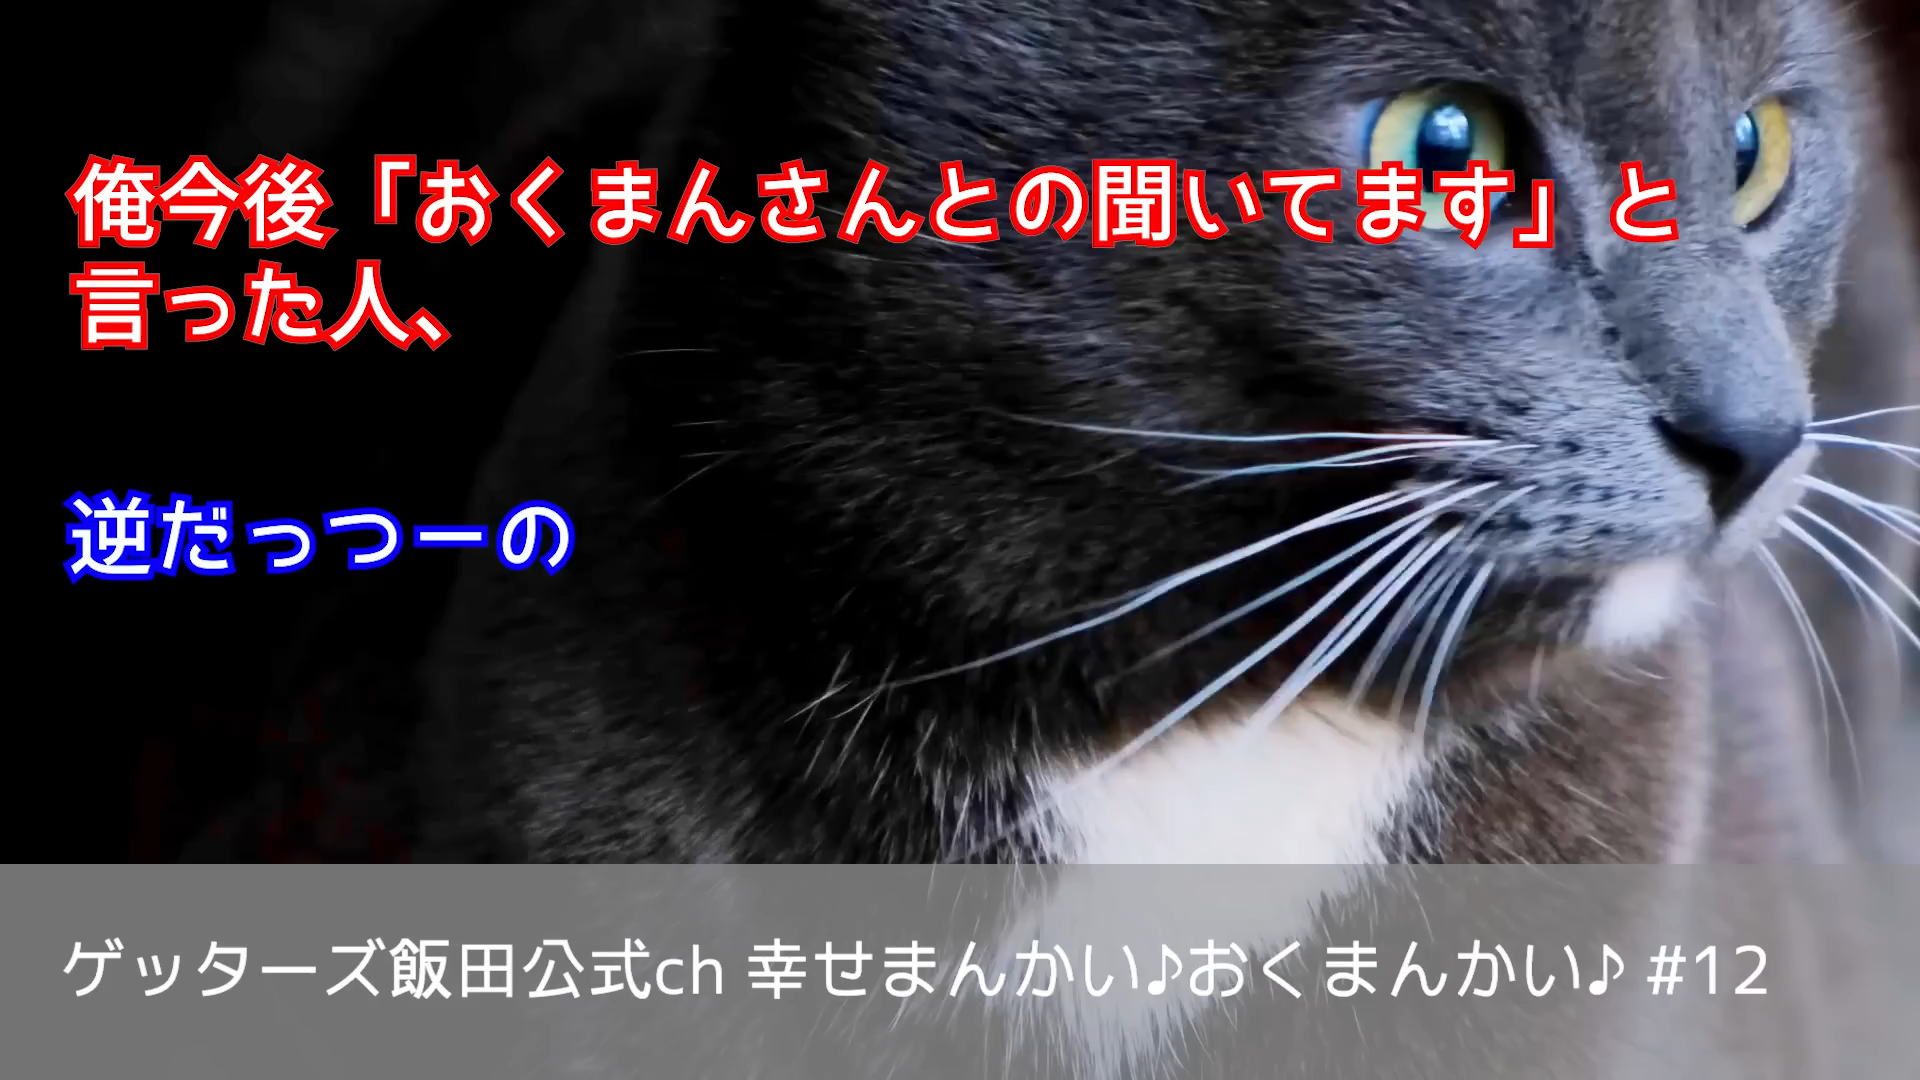 俺今後「おくまんさんとの聞いてます」と
言った人、
逆だっつーの
ゲッターズ飯田公式ch 幸せまんかい♪おくまんかい♪ #12